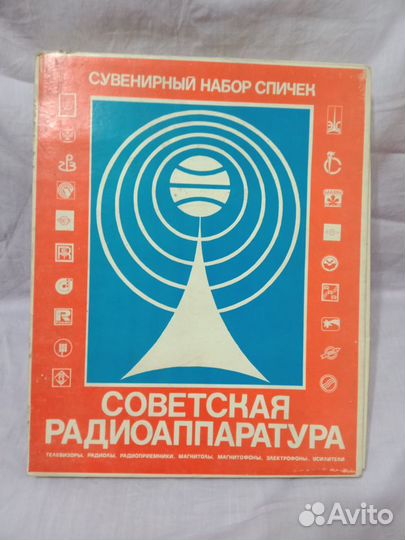 СУВЕНИРНЫЙ НАБОР СПИЧЕК
R
СОВЕТСКАЯ
РАДИОАППАРАТУРА
ТЕЛЕВИЗОРЫ, РАДИОЛЫ, РАДИОПРИЕМНИКИ, МАГНИТОЛЫ, МАГНИТОФОНЫ, ЭЛЕКТРОФОНЫ, УСИЛИТЕЛИ
Avito